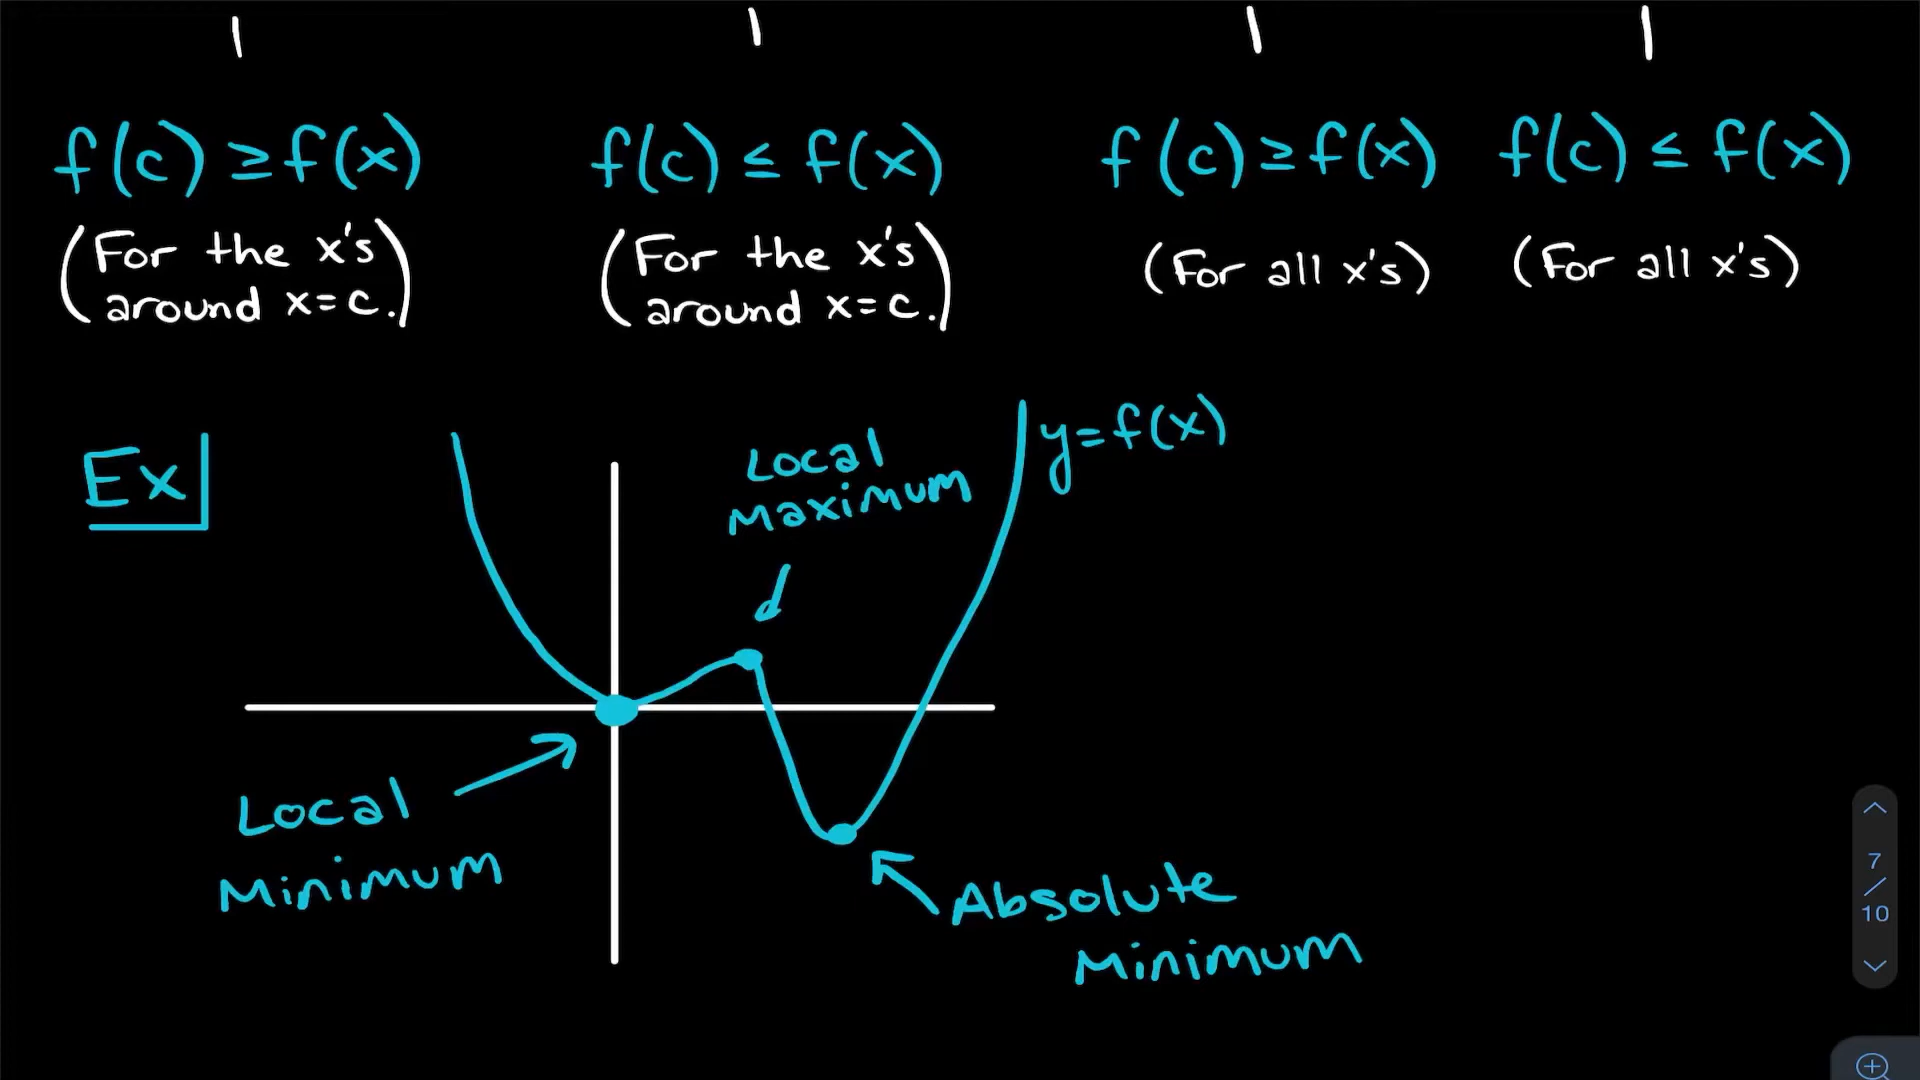 f(c) ≥ f(x)
(For the x's
around x=c.)
f(c) ≤ f(x)
(For the x's
around x=c.)
f(c) ≥ f(x)
(For all x's)
f(c) ≤ f(x)
(For all x's)
Ex
Local
Maximum
y=f(x)
Local
Minimum
Absolute
Minimum
7
/
10